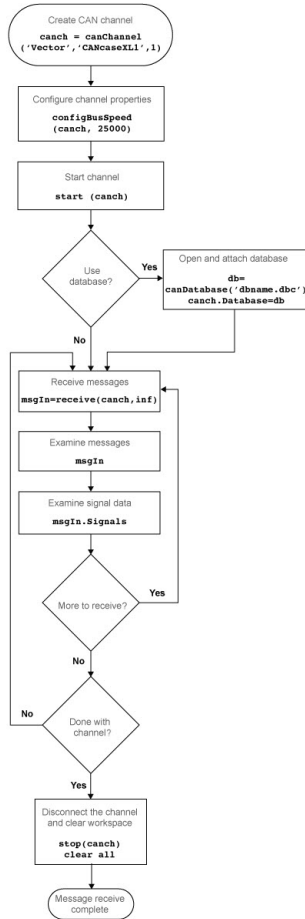 Create CAN channel
canch = canChannel
('Vector','CANcaseXL1',1)
Configure channel properties
configBusSpeed
(canch, 25000)
Start channel
start (canch)
Use
database?
Yes
Open and attach database
db=
canDatabase('dbname.dbc')
canch.Database=db
No
Receive messages
msgIn=receive(canch,inf)
Examine messages
msgIn
Examine signal data
msgIn.Signals
More to receive?
Yes
No
Done with
channel?
No
Yes
Disconnect the channel
and clear workspace
stop(canch)
clear all
Message receive
complete